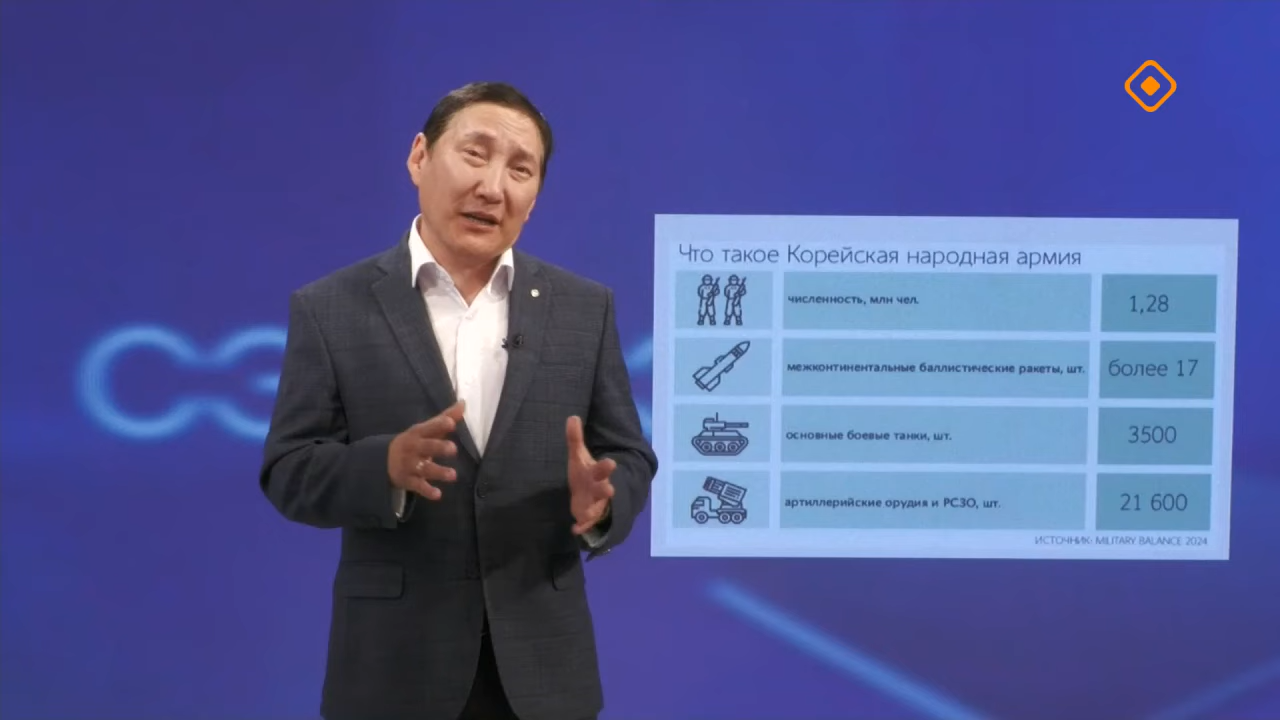 Что такое Корейская народная армия
численность, млн чел.
1,28
межконтинентальные баллистические ракеты, шт.
более 17
основные боевые танки, шт.
3500
артиллерийские орудия и РСЗО, шт.
21 600
ИСТОЧНИК: MILITARY BALANCE 2024